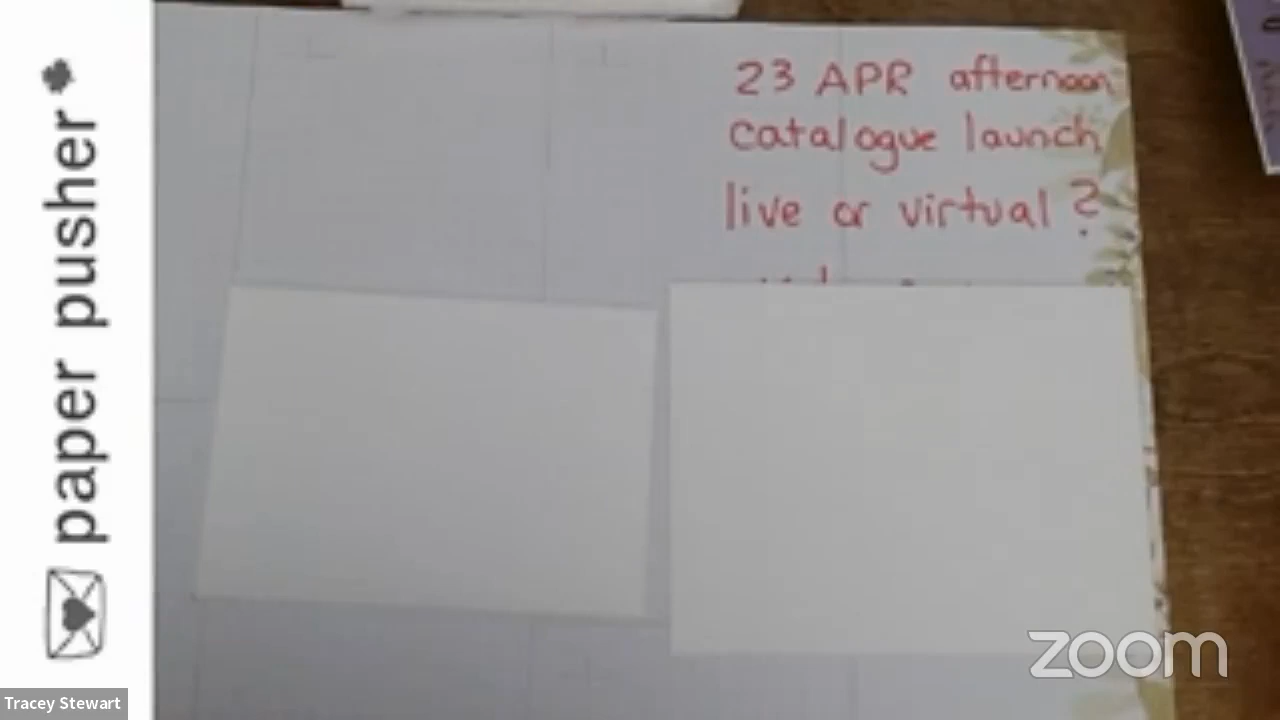 paper pusher
23 APR afternoon
catalogue launch
live or virtual ?
zoom
Tracey Stewart